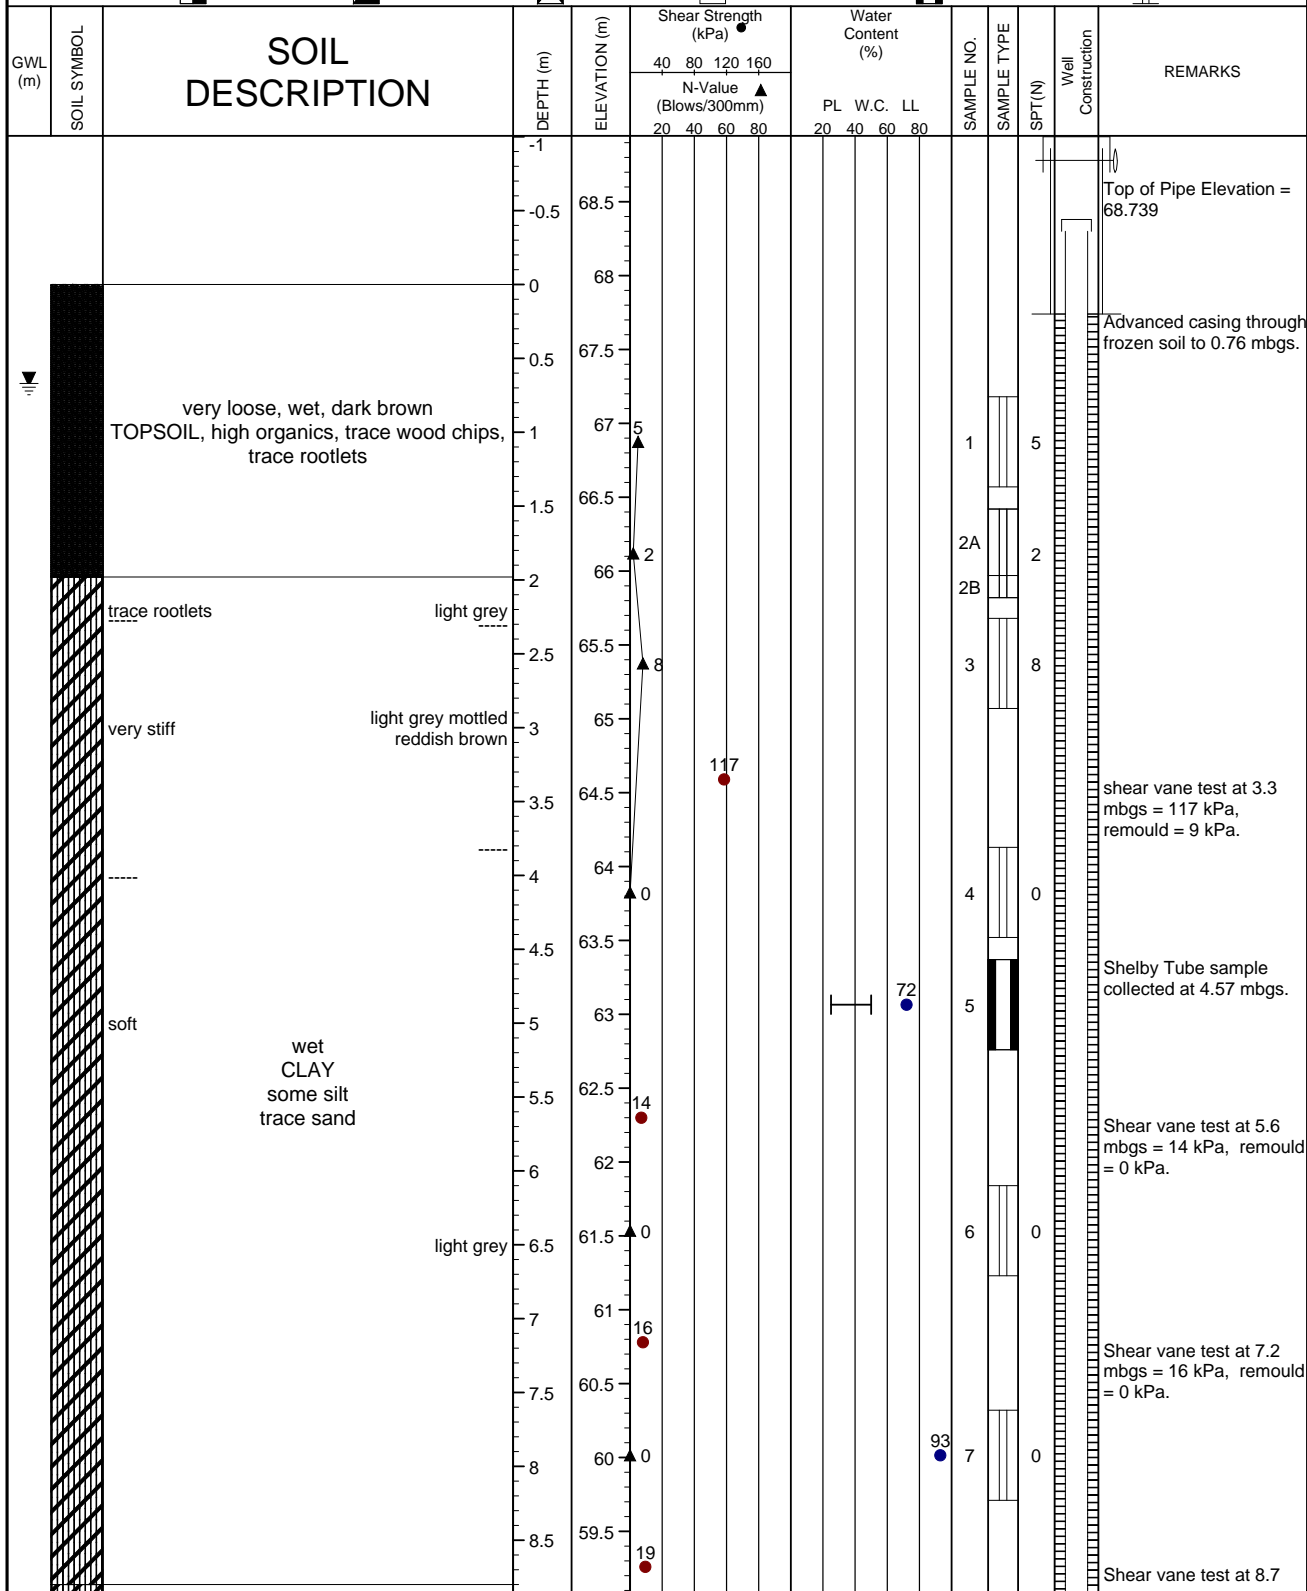 GWL
(m)
SOIL SYMBOL
SOIL
DESCRIPTION
DEPTH (m)
ELEVATION (m)
Shear Strength
(kPa)
40 80 120 160
N-Value
(Blows/300mm)
20 40 60 80
Water
Content
(%)
PL W.C. LL
20 40 60 80
SAMPLE NO.
SAMPLE TYPE
SPT(N)
Well
Construction
REMARKS
-1
68.5
-0.5
Top of Pipe Elevation =
68.739
68
0
Advanced casing through
frozen soil to 0.76 mbgs.
67.5
0.5
very loose, wet, dark brown
TOPSOIL, high organics, trace wood chips,
trace rootlets
67
1
5
1
5
66.5
1.5
2
2A
2
66
2
2B
trace rootlets
light grey
65.5
2.5
8
3
8
65
3
very stiff
light grey mottled
reddish brown
117
64.5
3.5
shear vane test at 3.3
mbgs = 117 kPa,
remould = 9 kPa.
64
4
0
4
0
63.5
4.5
Shelby Tube sample
collected at 4.57 mbgs.
72
5
63
5
soft
wet
CLAY
some silt
trace sand
62.5
5.5
14
Shear vane test at 5.6
mbgs = 14 kPa, remould
= 0 kPa.
62
6
0
6
0
61.5
6.5
light grey
61
7
16
Shear vane test at 7.2
mbgs = 16 kPa, remould
= 0 kPa.
60.5
7.5
93
0
7
0
60
8
59.5
8.5
19
Shear vane test at 8.7